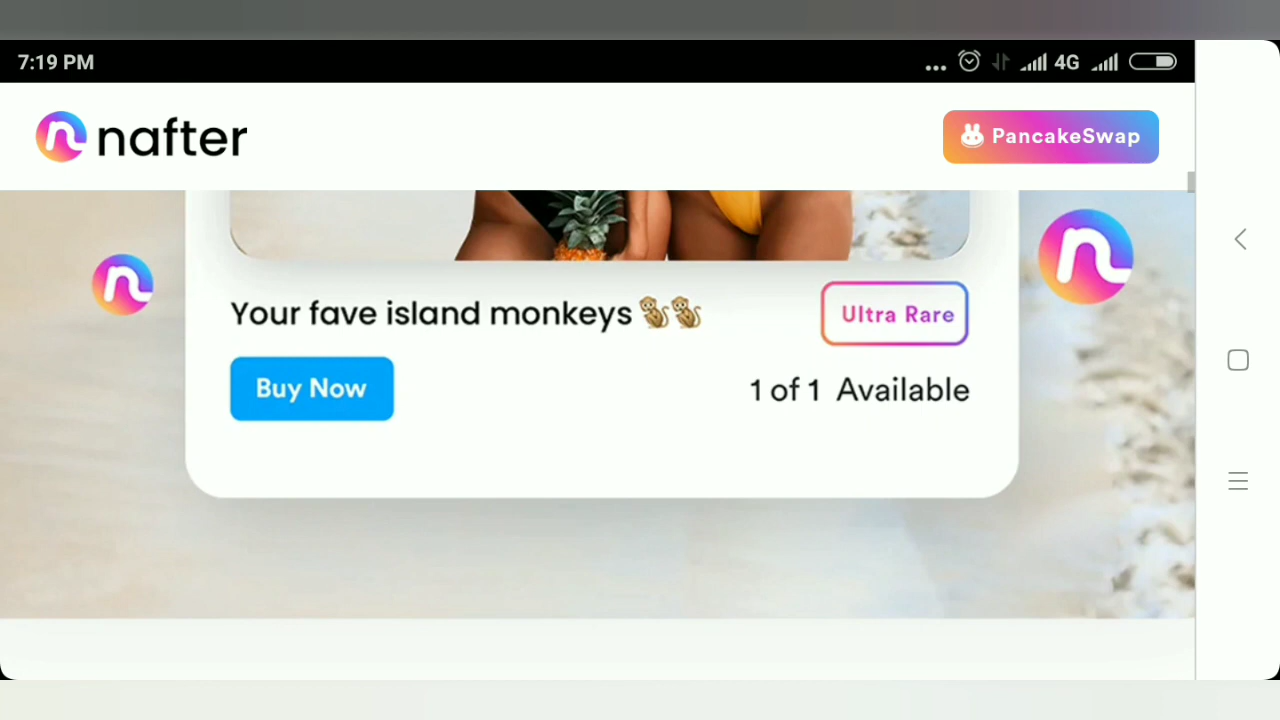 7:19 PM
4G
nafter
PancakeSwap
Your fave island monkeys 🐒🐒
Ultra Rare
Buy Now
1 of 1 Available